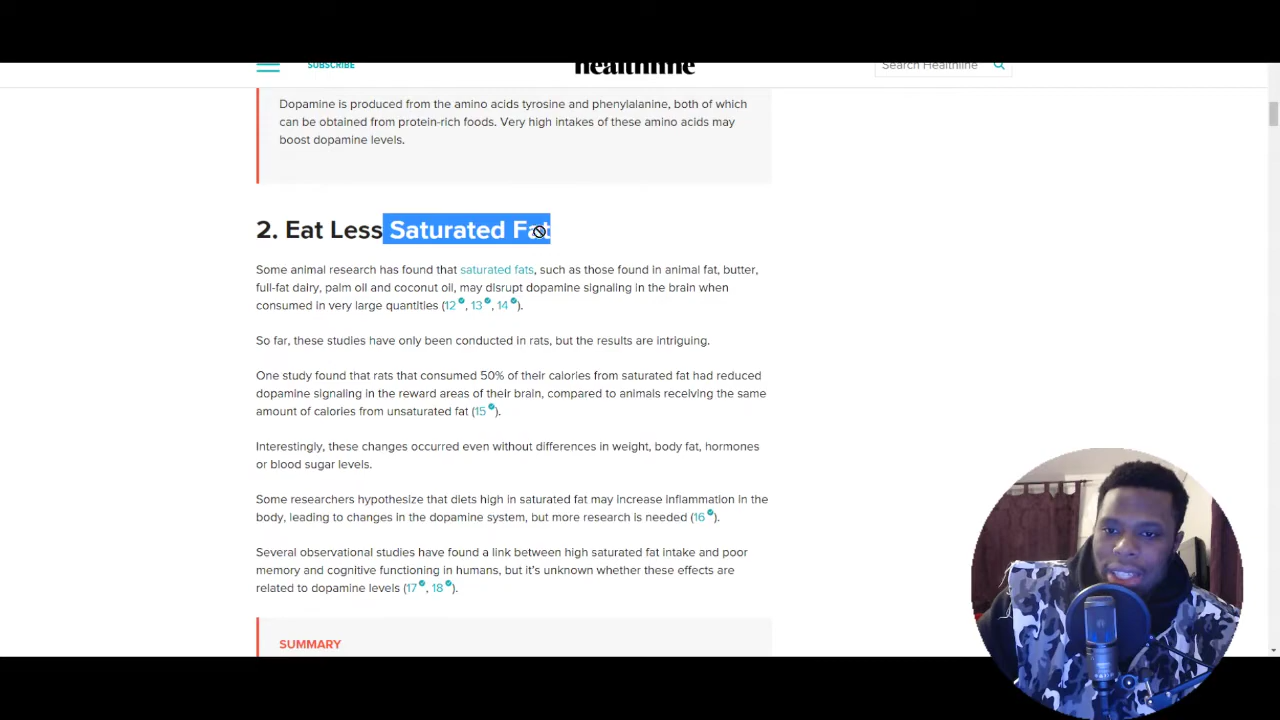 SUBSCRIBE
healthline
Search Healthline
Dopamine is produced from the amino acids tyrosine and phenylalanine, both of which
can be obtained from protein-rich foods. Very high intakes of these amino acids may
boost dopamine levels.
2. Eat Less Saturated Fat
Some animal research has found that saturated fats, such as those found in animal fat, butter,
full-fat dairy, palm oil and coconut oil, may disrupt dopamine signaling in the brain when
consumed in very large quantities (12, 13, 14).
So far, these studies have only been conducted in rats, but the results are intriguing.
One study found that rats that consumed 50% of their calories from saturated fat had reduced
dopamine signaling in the reward areas of their brain, compared to animals receiving the same
amount of calories from unsaturated fat (15).
Interestingly, these changes occurred even without differences in weight, body fat, hormones
or blood sugar levels.
Some researchers hypothesize that diets high in saturated fat may increase inflammation in the
body, leading to changes in the dopamine system, but more research is needed (16).
Several observational studies have found a link between high saturated fat intake and poor
memory and cognitive functioning in humans, but it's unknown whether these effects are
related to dopamine levels (17, 18).
SUMMARY